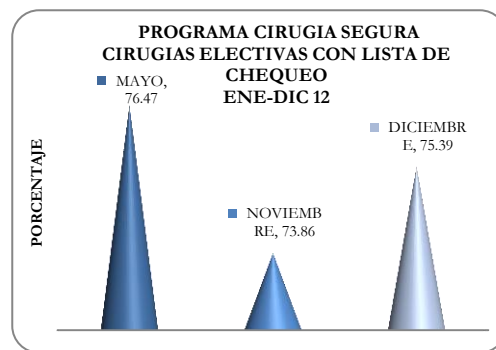 PROGRAMA CIRUGIA SEGURA
CIRUGIAS ELECTIVAS CON LISTA DE
CHEQUEO
ENE-DIC 12
MAYO,
76.47
DICIEMBR
E, 75.39
NOVIEMB
RE, 73.86
PORCENTAJE